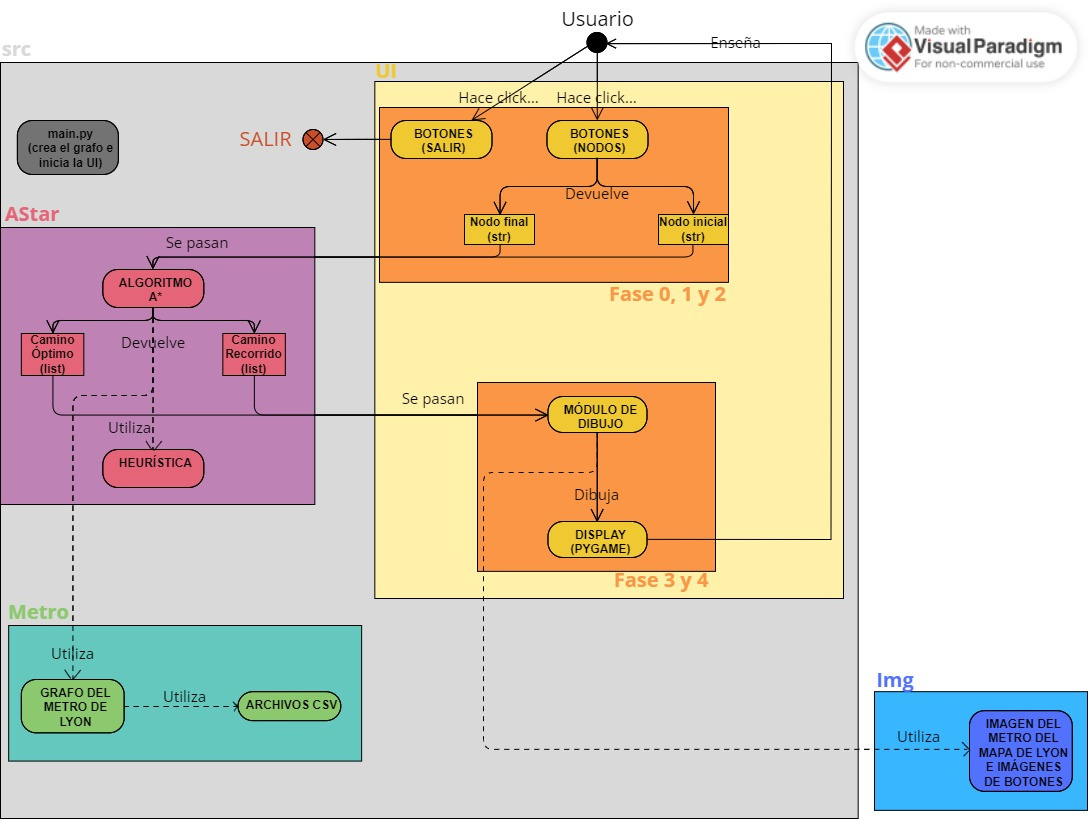 Usuario
Made with
Visual Paradigm
For non-commercial use
Enseña
src
UI
Hace click...
Hace click...
main.py
(crea el grafo e
inicia la UI)
SALIR
BOTONES
(SALIR)
BOTONES
(NODOS)
Devuelve
AStar
Nodo final
(str)
Nodo inicial
(str)
Se pasan
ALGORITMO
A*
Fase 0, 1 y 2
Camino
Óptimo
(list)
Devuelve
Camino
Recorrido
(list)
Se pasan
MÓDULO DE
DIBUJO
Utiliza
HEURÍSTICA
Dibuja
DISPLAY
(PYGAME)
Fase 3 y 4
Metro
Utiliza
GRAFO DEL
METRO DE
LYON
Utiliza
ARCHIVOS CSV
Img
Utiliza
IMAGEN DEL
METRO DEL
MAPA DE LYON
E IMÁGENES
DE BOTONES